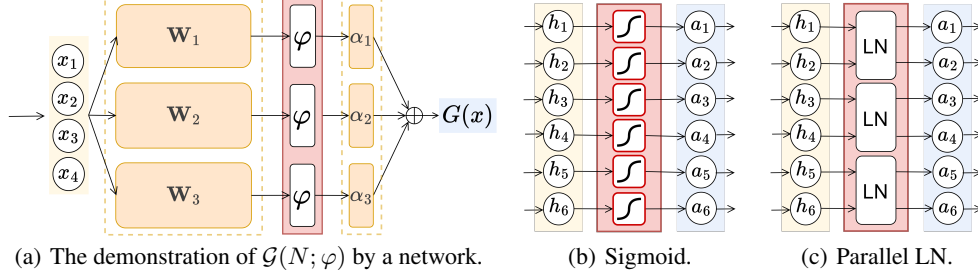 x₁
x₂
x₃
x₄
W₁
W₂
W₃
φ
φ
φ
α₁
α₂
α₃
G(x)
(a) The demonstration of 𝒢(N; φ) by a network.
h₁ a₁
h₂ a₂
h₃ a₃
h₄ a₄
h₅ a₅
h₆ a₆
(b) Sigmoid.
h₁ a₁
LN
h₂ a₂
h₃ a₃
LN
h₄ a₄
h₅ a₅
LN
h₆ a₆
(c) Parallel LN.